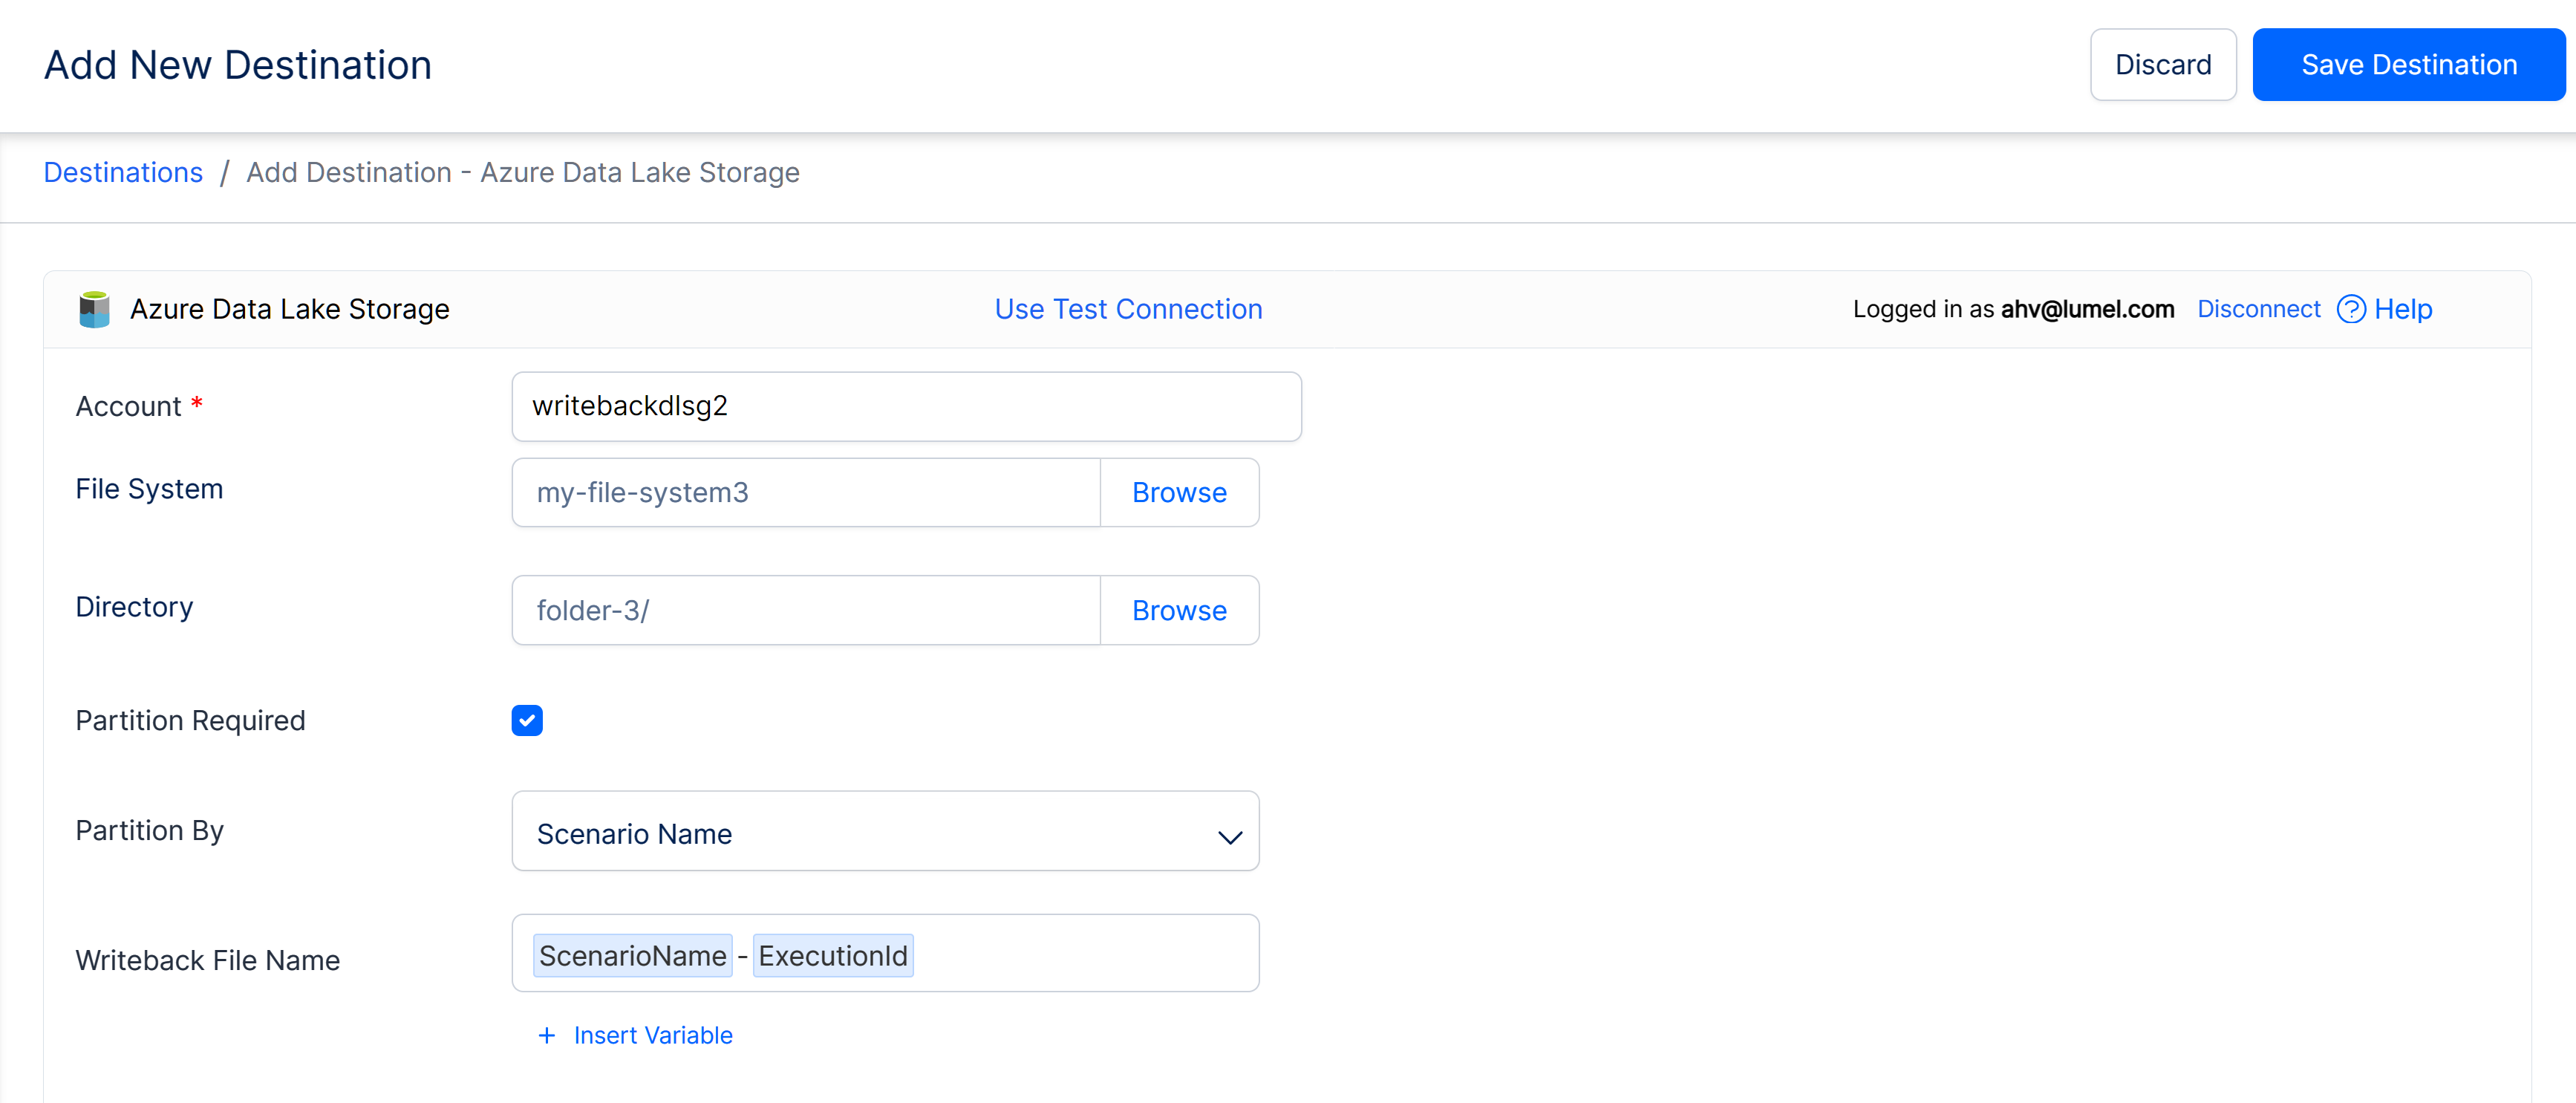 Add New Destination
Discard
Save Destination
Destinations / Add Destination - Azure Data Lake Storage
Azure Data Lake Storage
Use Test Connection
Logged in as ahv@lumel.com Disconnect ? Help
Account *
writebackdlsg2
File System
my-file-system3
Browse
Directory
folder-3/
Browse
Partition Required
Partition By
Scenario Name
Writeback File Name
ScenarioName - ExecutionId
+ Insert Variable